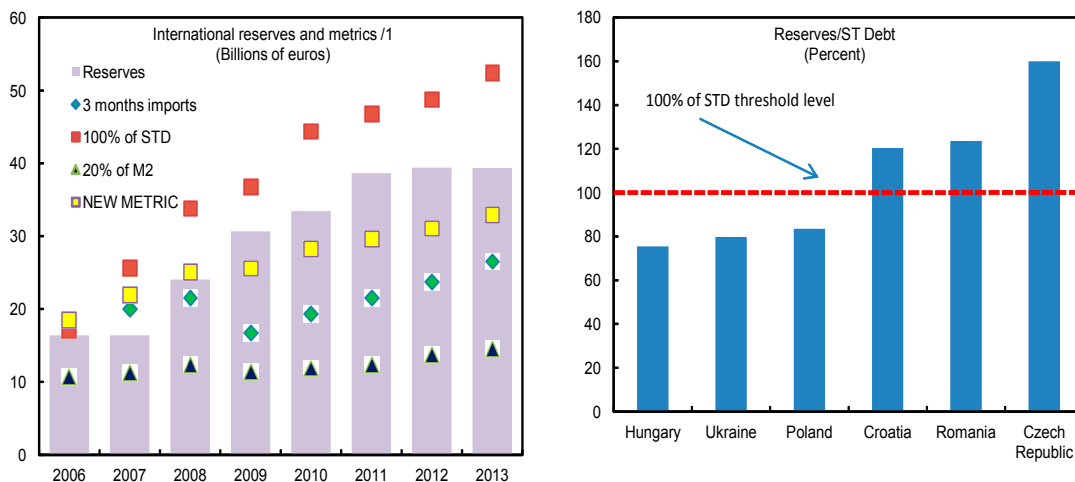 International reserves and metrics /1
(Billions of euros)
Reserves
3 months imports
100% of STD
20% of M2
NEW METRIC
60
50
40
30
20
10
0
2006 2007 2008 2009 2010 2011 2012 2013
Reserves/ST Debt
(Percent)
100% of STD threshold level
180
160
140
120
100
80
60
40
20
0
Hungary Ukraine Poland Croatia Romania Czech
Republic